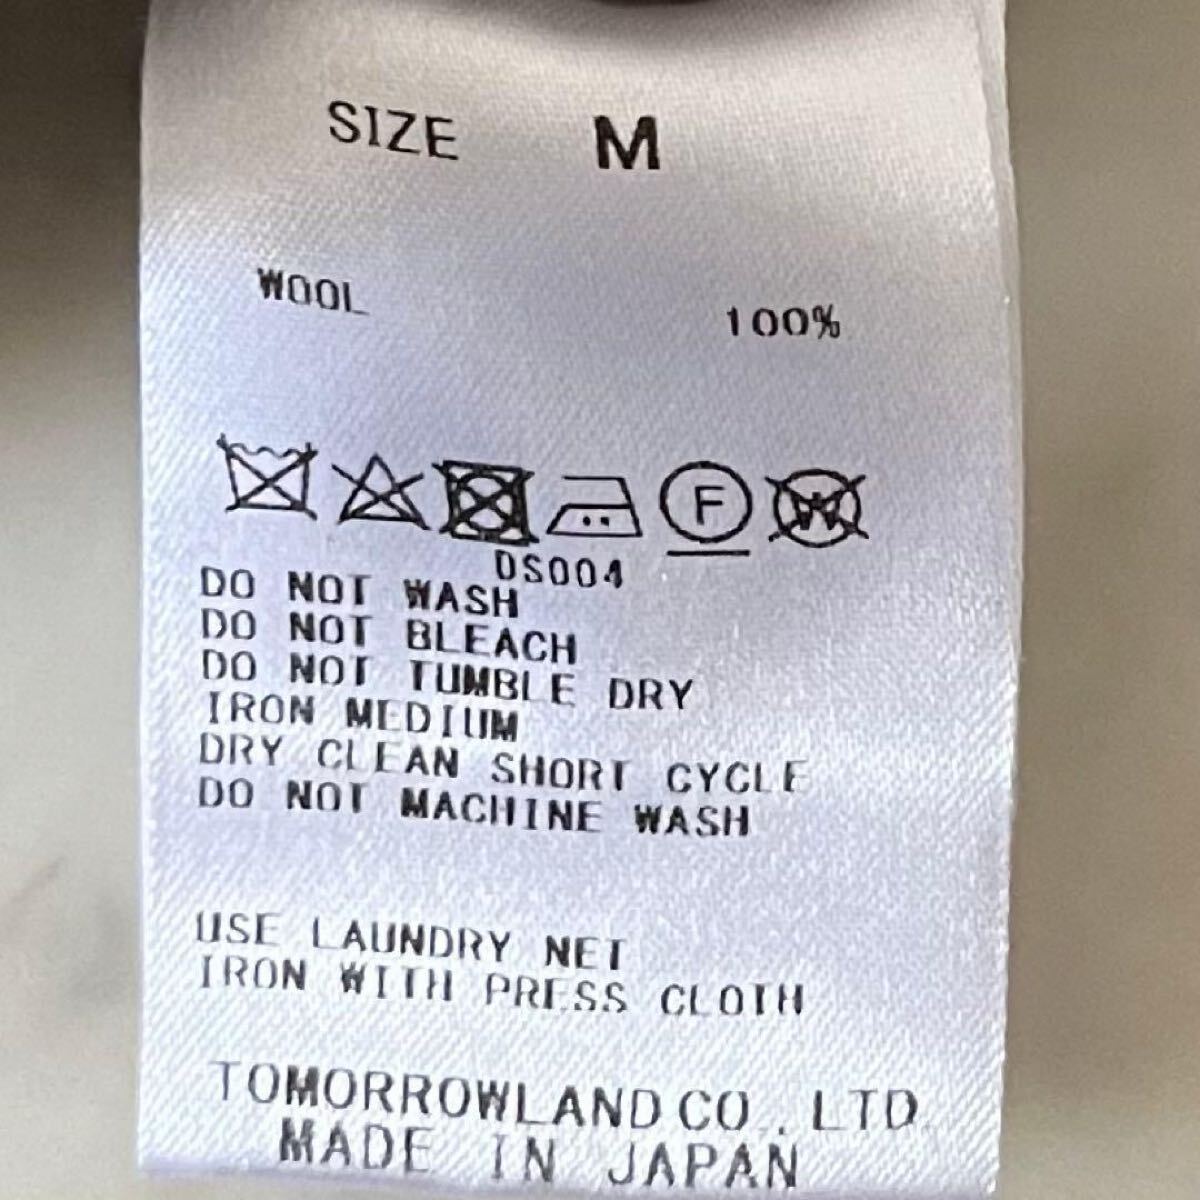 SIZE M
WOOL 100%
F W
DS004
DO NOT WASH
DO NOT BLEACH
DO NOT TUMBLE DRY
IRON MEDIUM
DRY CLEAN SHORT CYCLE
DO NOT MACHINE WASH
USE LAUNDRY NET
IRON WITH PRESS CLOTH
TOMORROWLAND CO., LTD.
MADE IN JAPAN